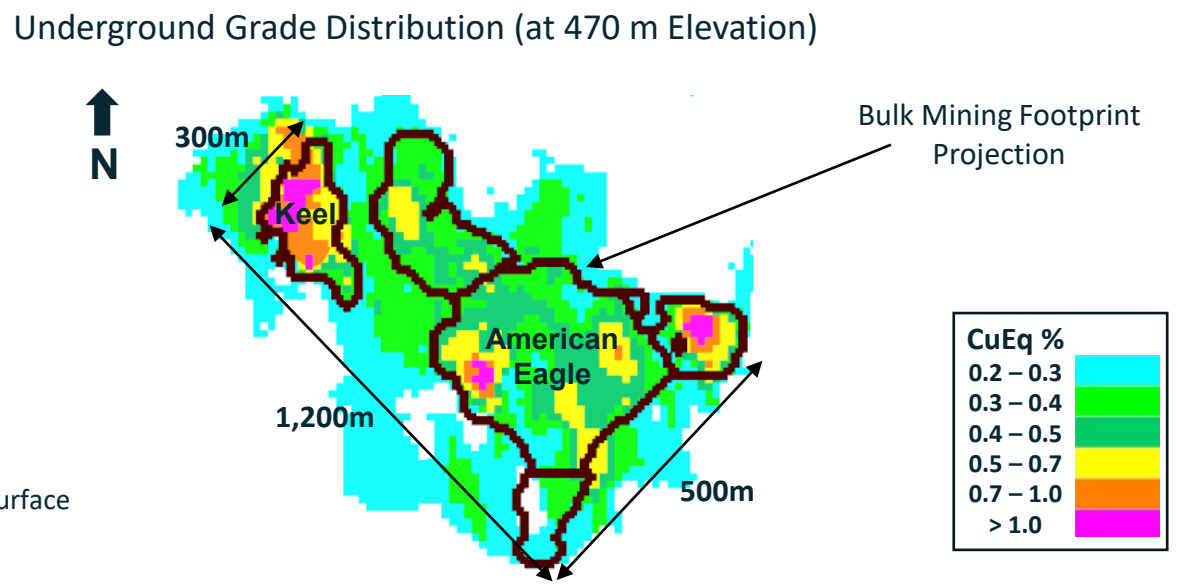 Underground Grade Distribution (at 470 m Elevation)
N
300m
Bulk Mining Footprint
Projection
Keel
American
Eagle
1,200m
500m
urface
CuEq %
0.2 – 0.3
0.3 – 0.4
0.4 – 0.5
0.5 – 0.7
0.7 – 1.0
> 1.0